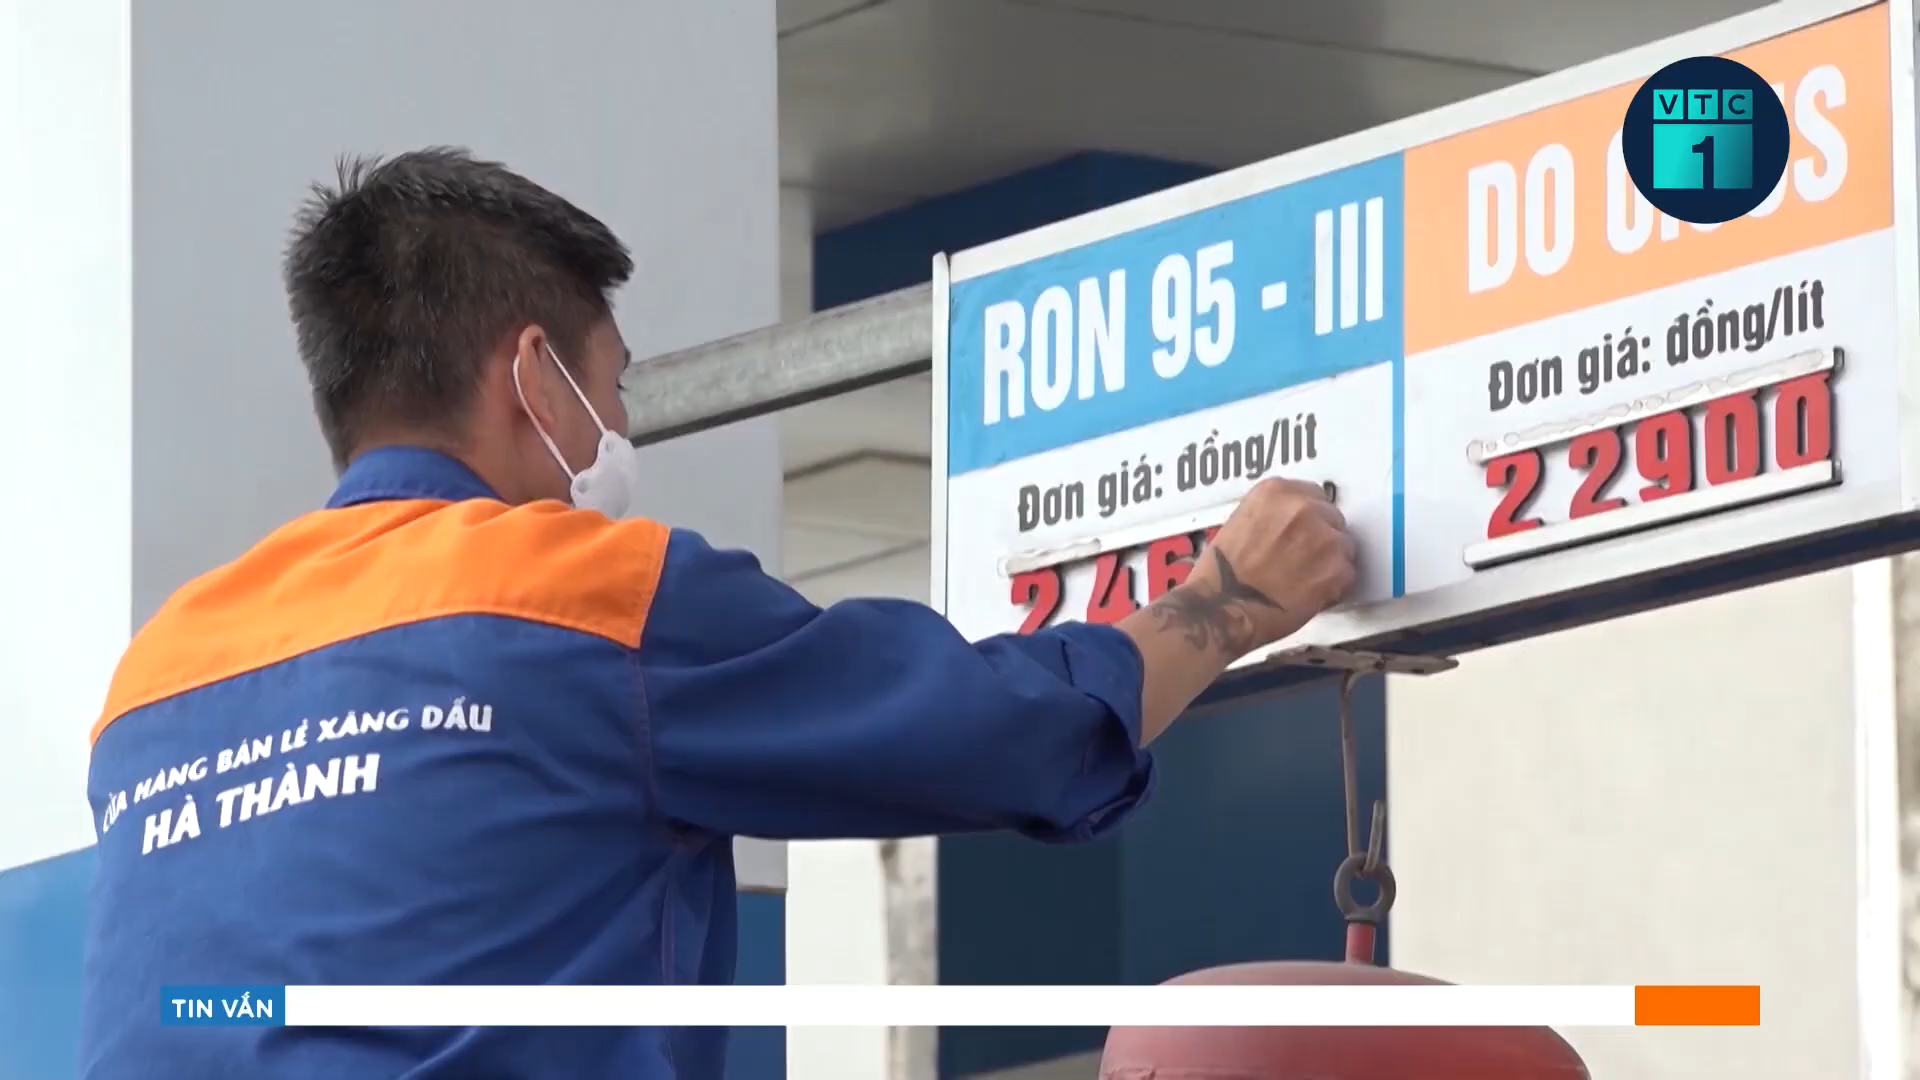 VTC
1
RON 95 - III
Đơn giá: đồng/lít
DO
Đơn giá: đồng/lít
22900
CỬA HÀNG BÁN LẺ XĂNG DẦU
HÀ THÀNH
TIN VẮN